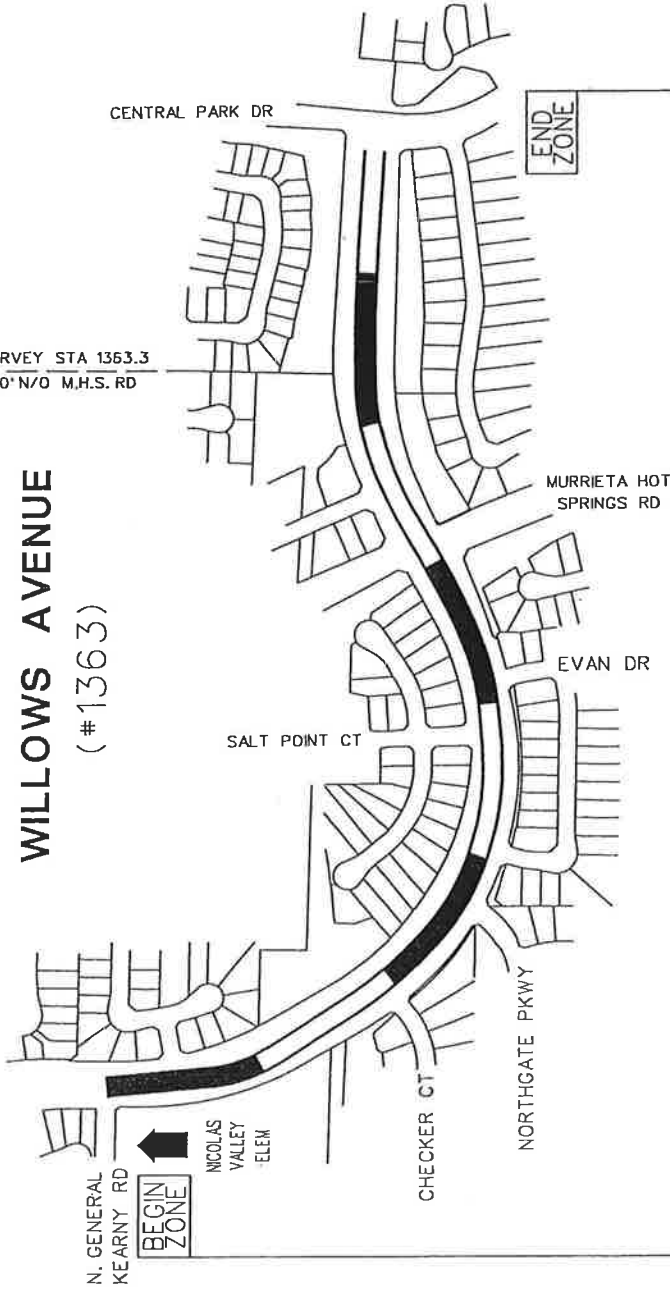 CENTRAL PARK DR
END
ZONE
RVEY STA 1363.3
0' N/O M.H.S. RD
WILLOWS AVENUE
(#1363)
MURRIETA HOT
SPRINGS RD
EVAN DR
SALT POINT CT
NORTHGATE PKWY
CHECKER CT
NICOLAS
VALLEY
ELEM
N. GENERAL
KEARNY RD
BEGIN
ZONE